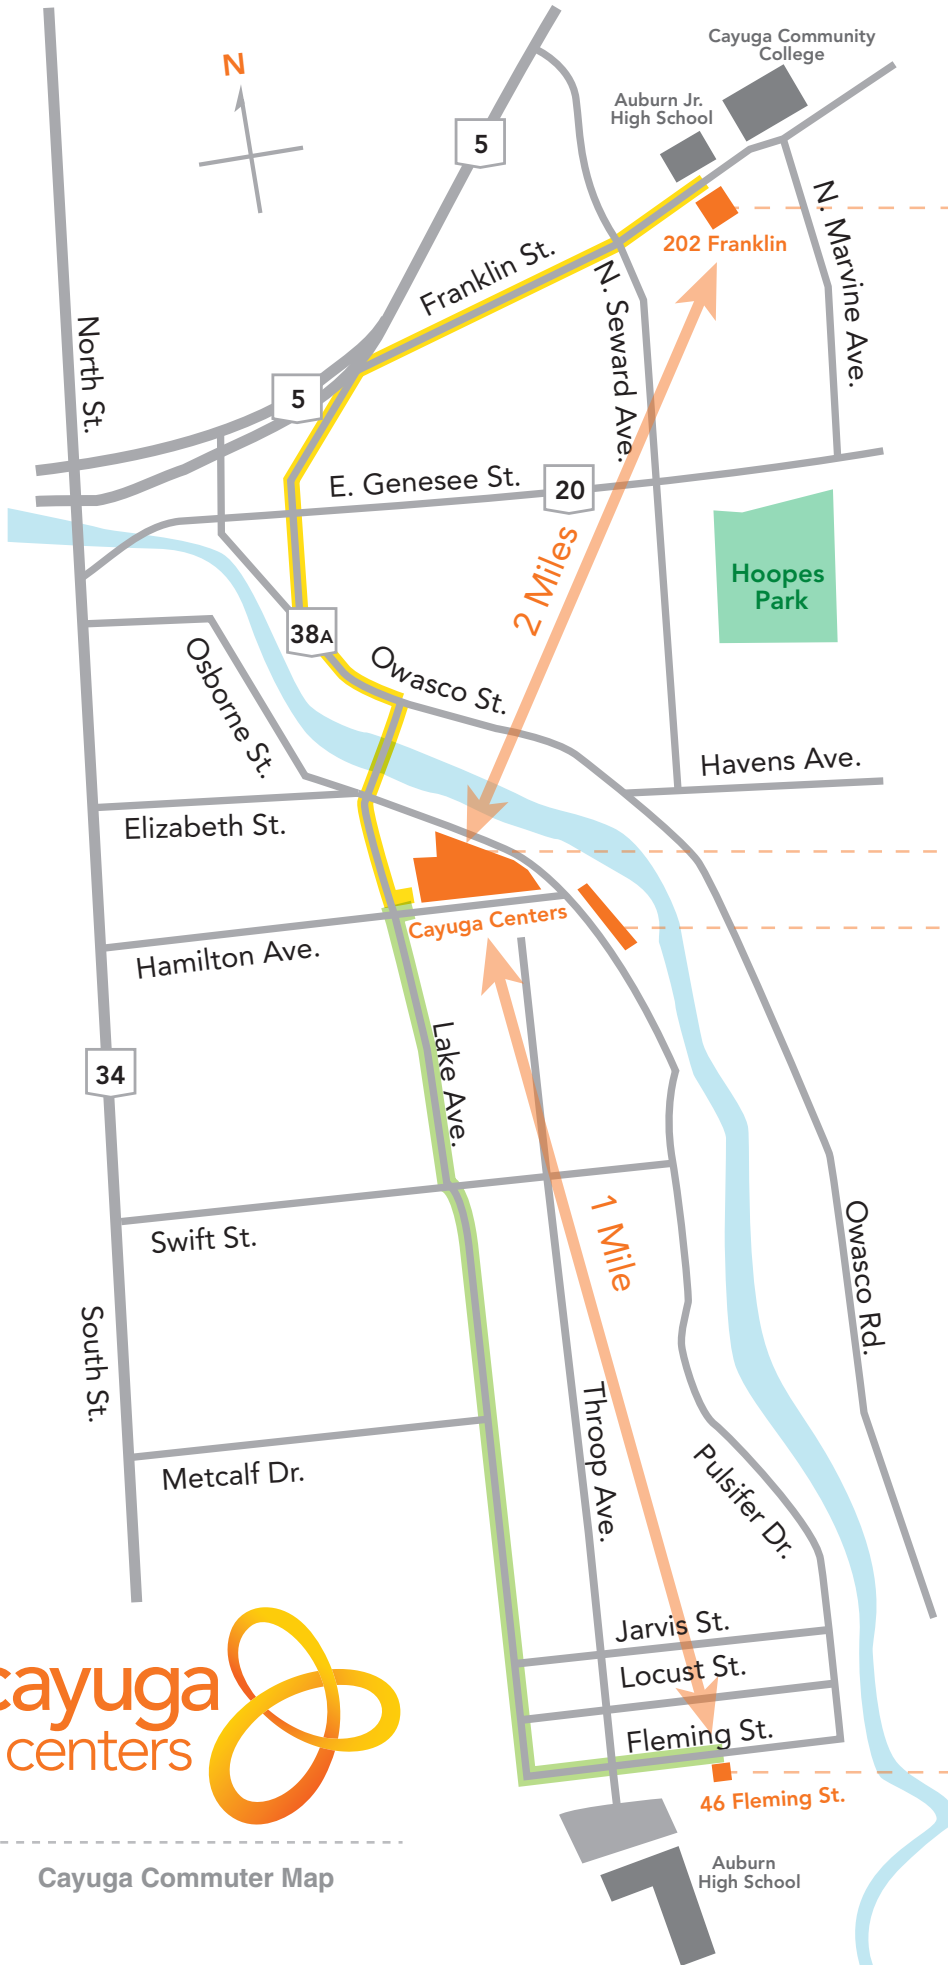 Cayuga Community
College
N
Auburn Jr.
High School
5
N. Marvine Ave.
202 Franklin
Franklin St.
N. Seward Ave.
North St.
5
E. Genesee St.
20
2 Miles
Hoopes
Park
38A
Owasco St.
Osborne St.
Havens Ave.
Elizabeth St.
Cayuga Centers
Hamilton Ave.
Lake Ave.
34
1 Mile
Owasco Rd.
Swift St.
South St.
Throop Ave.
Pulsifer Dr.
Metcalf Dr.
Jarvis St.
Locust St.
Fleming St.
cayuga
centers
46 Fleming St.
Cayuga Commuter Map
Auburn
High School